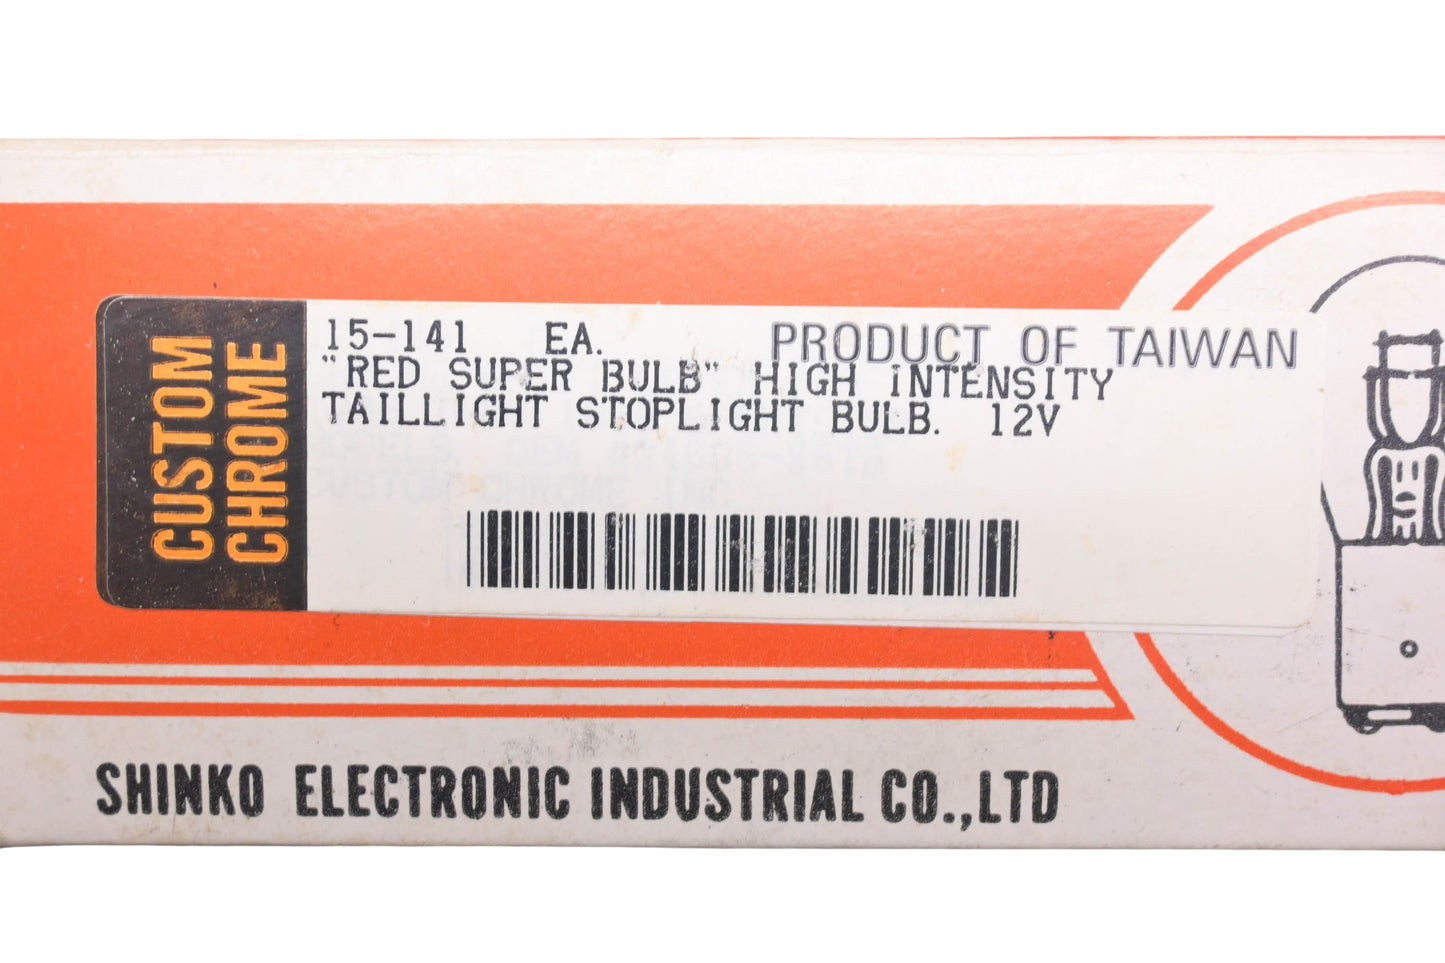 CUSTOM
CHROME
15-141 EA. PRODUCT OF TAIWAN
"RED SUPER BULB" HIGH INTENSITY
TAILLIGHT STOPLIGHT BULB. 12V
SHINKO ELECTRONIC INDUSTRIAL CO.,LTD